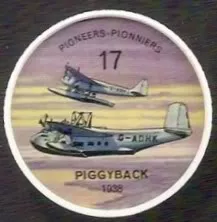 PIONEERS-PIONNIERS
17
G-ADHK
PIGGYBACK
1938